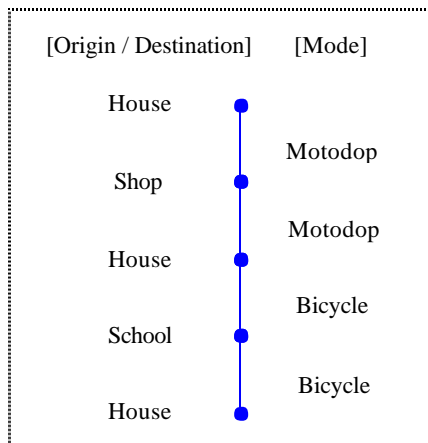 [Origin / Destination] [Mode]
House
Motodop
Shop
Motodop
House
Bicycle
School
Bicycle
House